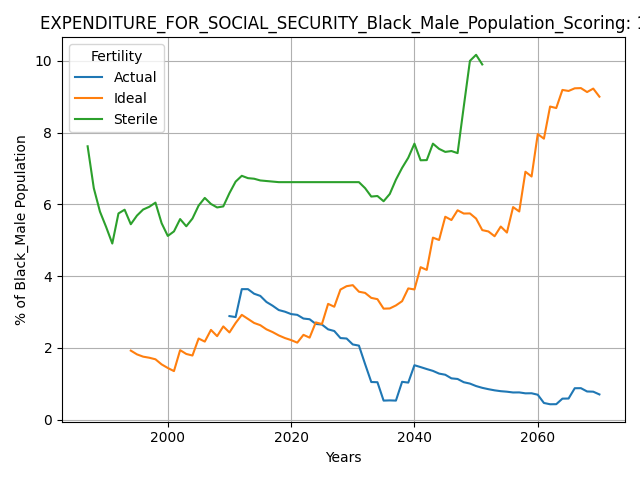 EXPENDITURE_FOR_SOCIAL_SECURITY_Black_Male_Population_Scoring: 1
Fertility
Actual
Ideal
Sterile
% of Black_Male Population
10
8
6
4
2
0
2000 2020 2040 2060
Years